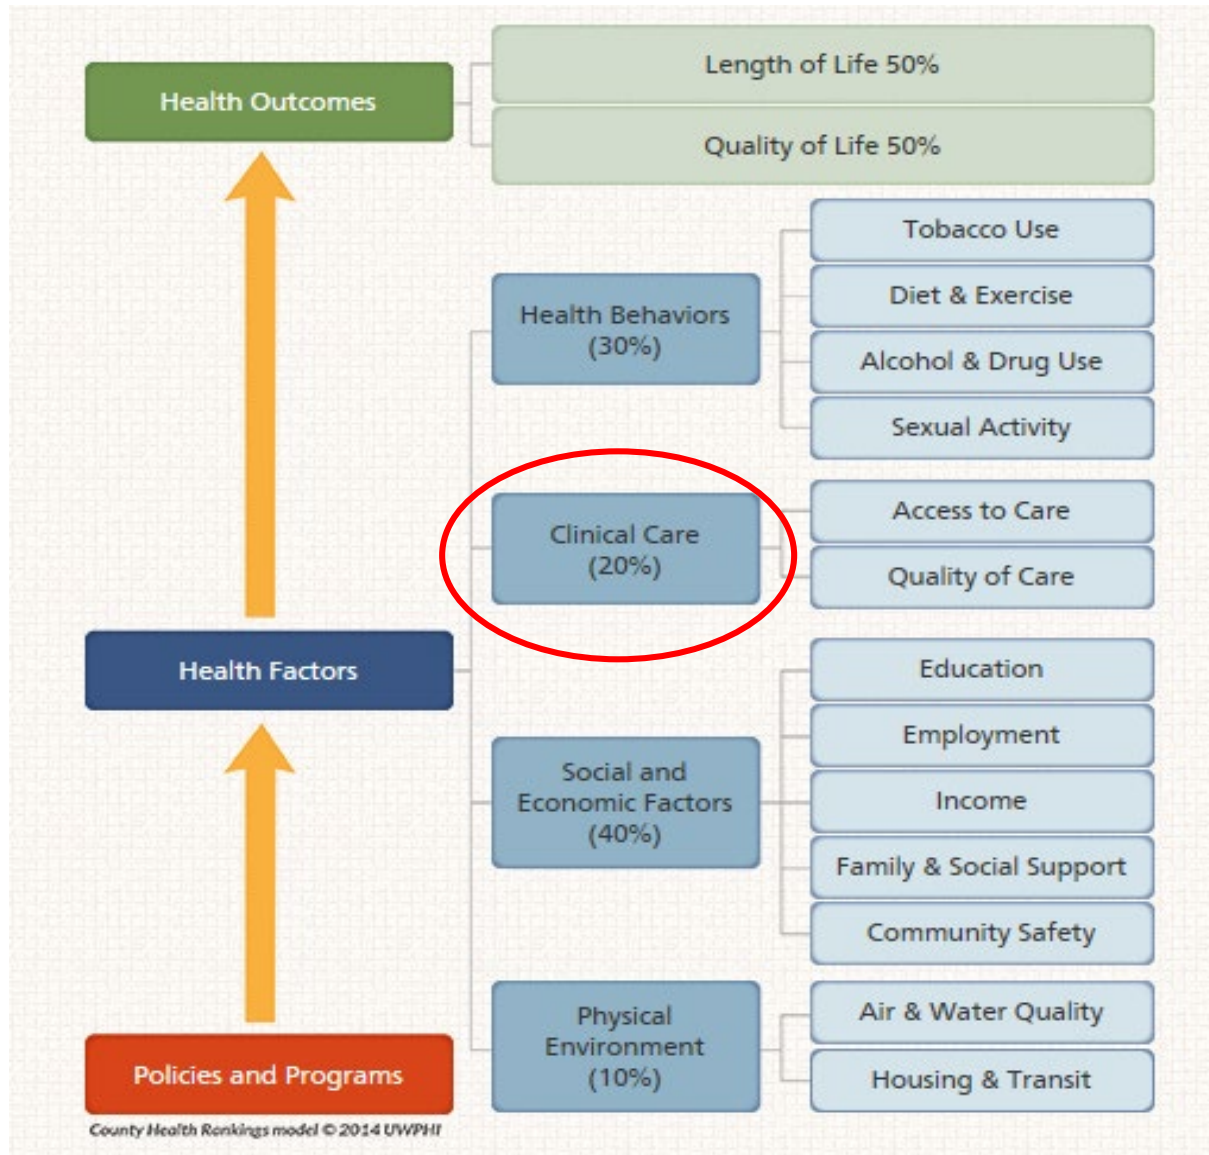 Health Outcomes
Length of Life 50%
Quality of Life 50%
Health Factors
Health Behaviors
(30%)
Tobacco Use
Diet & Exercise
Alcohol & Drug Use
Sexual Activity
Clinical Care
(20%)
Access to Care
Quality of Care
Social and
Economic Factors
(40%)
Education
Employment
Income
Family & Social Support
Community Safety
Physical
Environment
(10%)
Air & Water Quality
Housing & Transit
Policies and Programs
County Health Rankings model © 2014 UWPHI